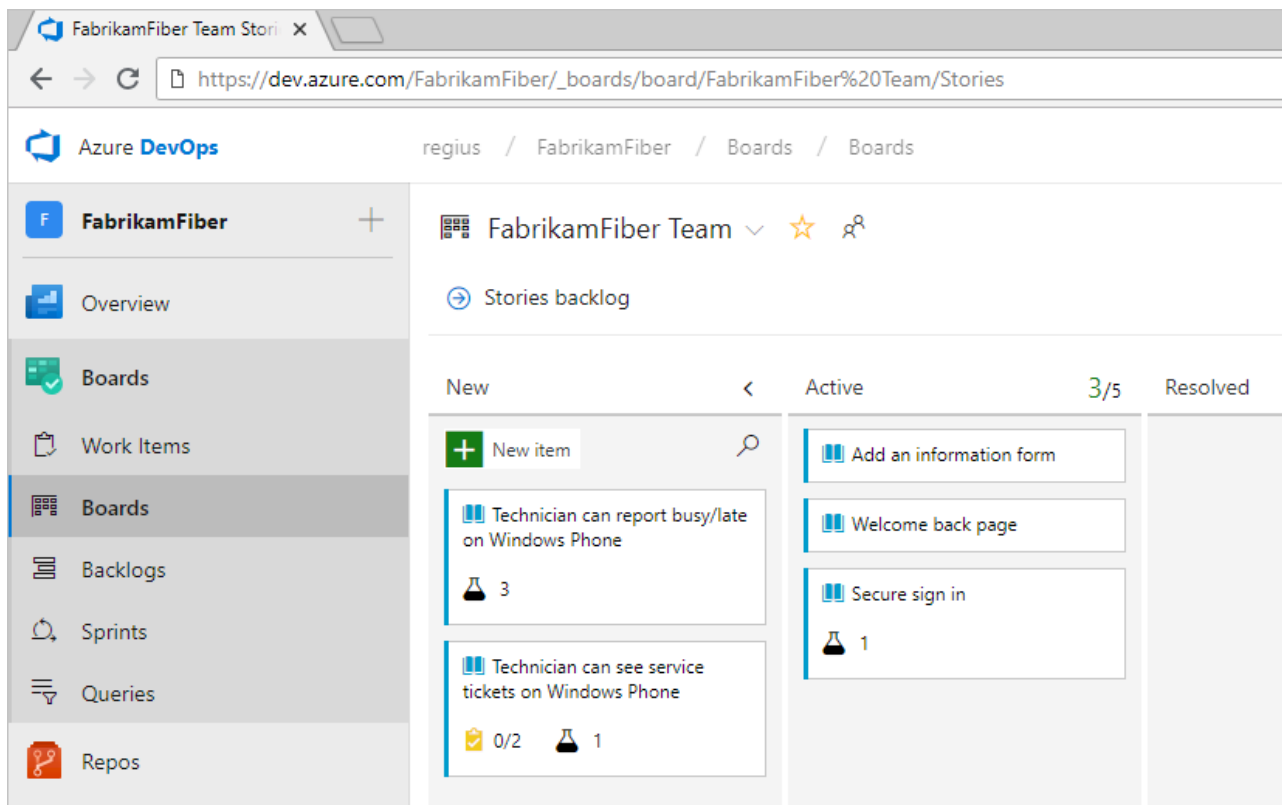 FabrikamFiber Team Stori
https://dev.azure.com/FabrikamFiber/_boards/board/FabrikamFiber%20Team/Stories
Azure DevOps
regius / FabrikamFiber / Boards / Boards
F FabrikamFiber
Overview
Boards
Work Items
Boards
Backlogs
Sprints
Queries
Repos
FabrikamFiber Team
Stories backlog
New
New item
Technician can report busy/late
on Windows Phone
3
Technician can see service
tickets on Windows Phone
0/2 1
Active 3/5
Add an information form
Welcome back page
Secure sign in
1
Resolved